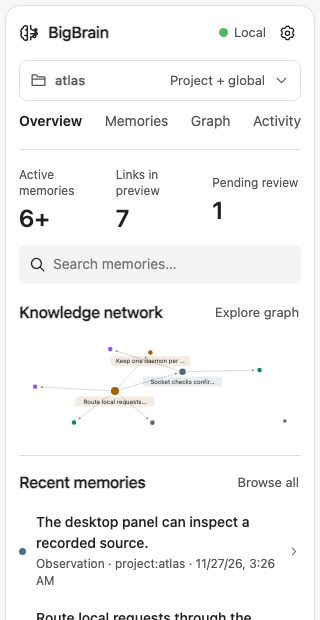 BigBrain
Local
atlas
Project + global
Overview
Memories
Graph
Activity
Active
memories
6+
Links in
preview
7
Pending review
1
Search memories...
Knowledge network
Explore graph
Keep one daemon per ...
Socket checks confir...
Route local requests...
Recent memories
Browse all
The desktop panel can inspect a
recorded source.
Observation · project:atlas · 11/27/26, 3:26
AM
Route local requests through the